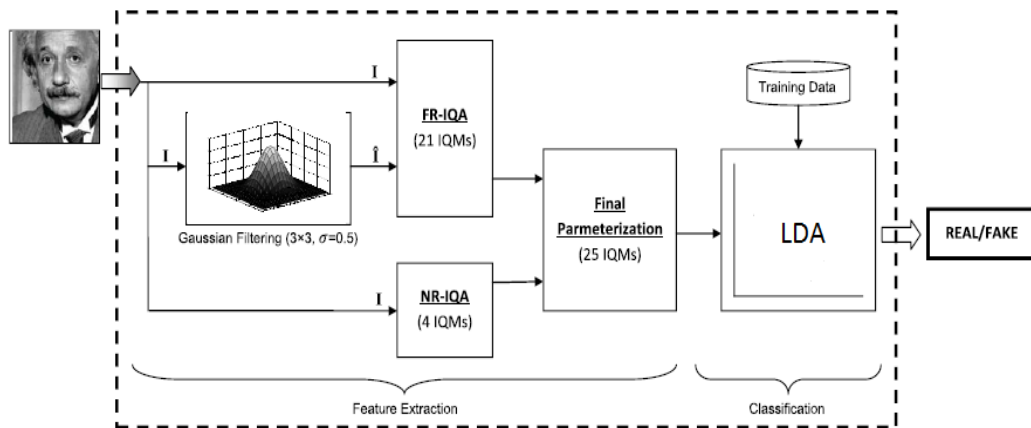 I
FR-IQA
(21 IQMs)
Training Data
I
Î
Gaussian Filtering (3×3, σ=0.5)
Final
Parmeterization
(25 IQMs)
LDA
REAL/FAKE
I
NR-IQA
(4 IQMs)
Feature Extraction
Classification